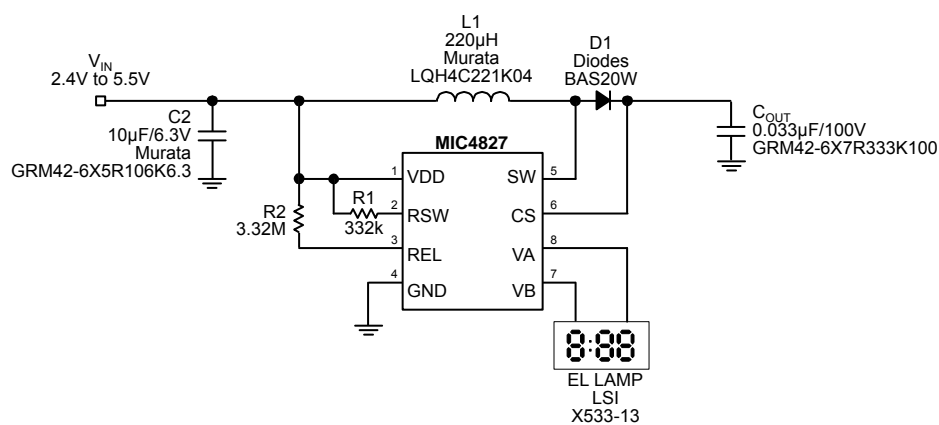 V_IN
2.4V to 5.5V
C2
10µF/6.3V
Murata
GRM42-6X5R106K6.3
L1
220µH
Murata
LQH4C221K04
D1
Diodes
BAS20W
C_OUT
0.033µF/100V
GRM42-6X7R333K100
MIC4827
R2
3.32M
R1
332k
1 VDD
2 RSW
3 REL
4 GND
SW 5
CS 6
VA 8
VB 7
8:88
EL LAMP
LSI
X533-13